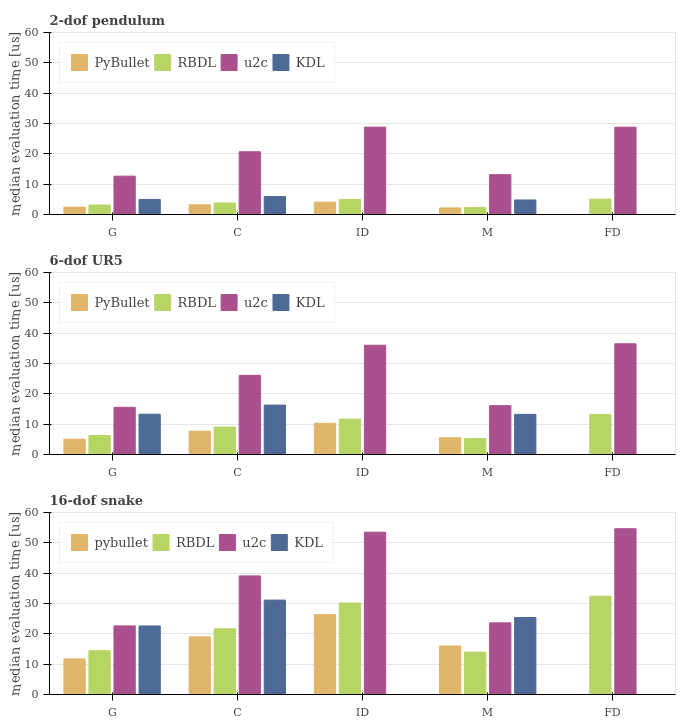 2-dof pendulum
median evaluation time [us]
60
50
40
30
20
10
0
PyBullet RBDL u2c KDL
G C ID M FD
6-dof UR5
median evaluation time [us]
60
50
40
30
20
10
0
PyBullet RBDL u2c KDL
G C ID M FD
16-dof snake
median evaluation time [us]
60
50
40
30
20
10
0
pybullet RBDL u2c KDL
G C ID M FD